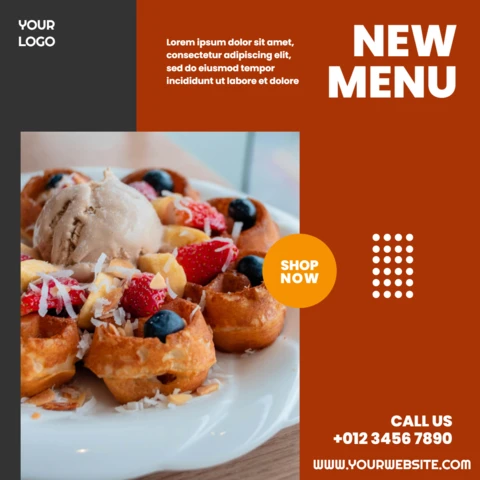 YOUR
LOGO
Lorem ipsum dolor sit amet,
consectetur adipiscing elit,
sed do eiusmod tempor
incididunt ut labore et dolore
NEW
MENU
SHOP
NOW
CALL US
+012 3456 7890
WWW.YOURWEBSITE.COM